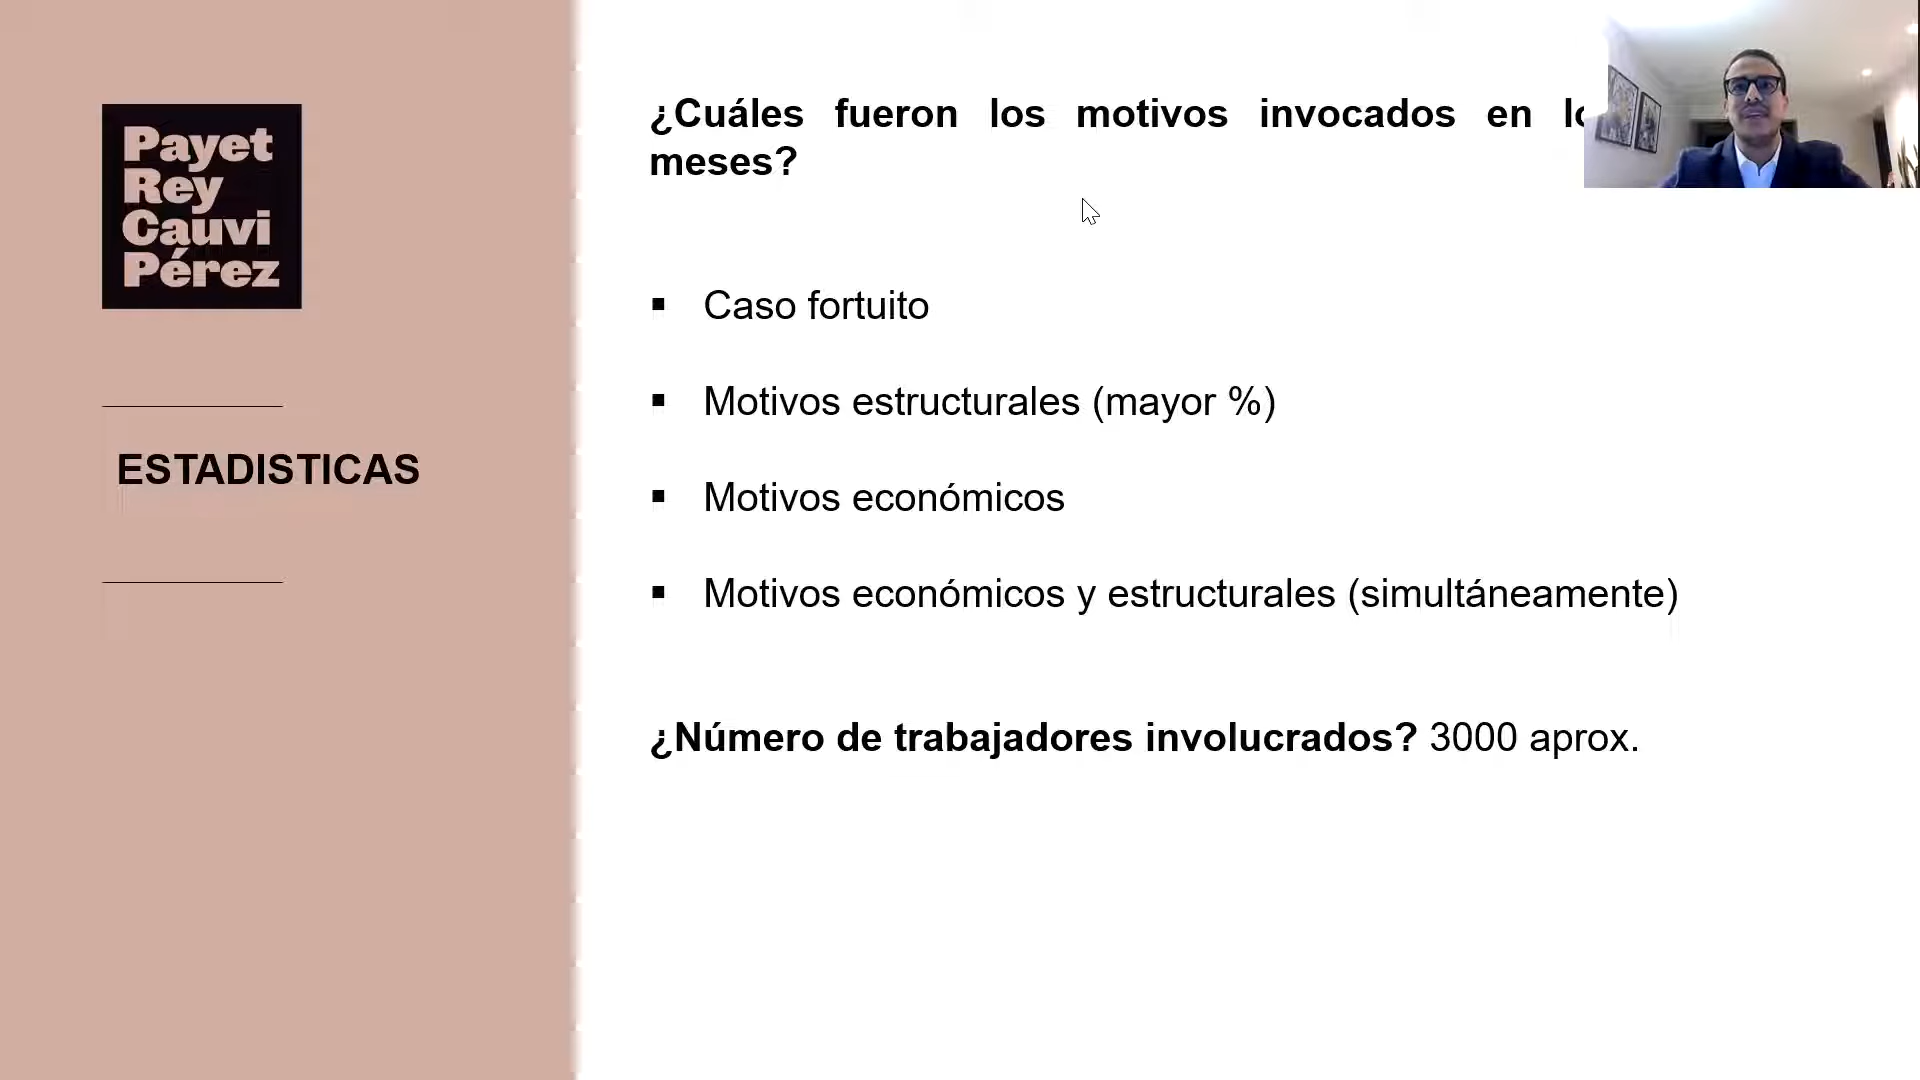 Payet
Rey
Cauvi
Pérez
ESTADISTICAS
¿Cuáles fueron los motivos invocados en
meses?
▪ Caso fortuito
▪ Motivos estructurales (mayor %)
▪ Motivos económicos
▪ Motivos económicos y estructurales (simultáneamente)
¿Número de trabajadores involucrados? 3000 aprox.